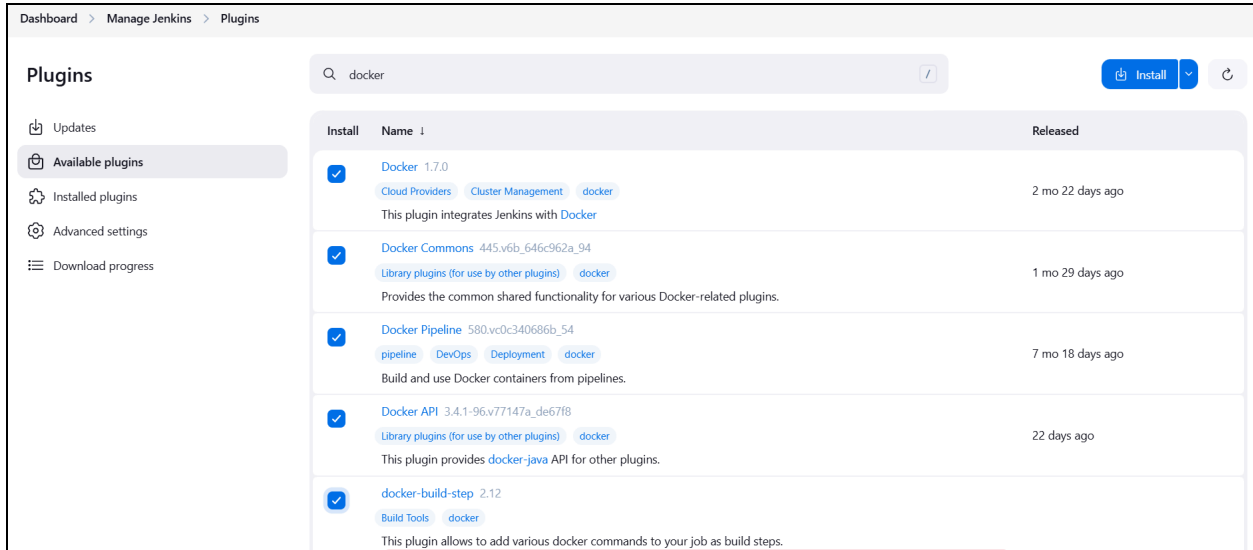 Dashboard > Manage Jenkins > Plugins
Plugins
docker
/
Install
Updates
Available plugins
Installed plugins
Advanced settings
Download progress
Install Name ↓ Released
Docker 1.7.0
Cloud Providers Cluster Management docker
This plugin integrates Jenkins with Docker
2 mo 22 days ago
Docker Commons 445.v6b_646c962a_94
Library plugins (for use by other plugins) docker
Provides the common shared functionality for various Docker-related plugins.
1 mo 29 days ago
Docker Pipeline 580.vc0c340686b_54
pipeline DevOps Deployment docker
Build and use Docker containers from pipelines.
7 mo 18 days ago
Docker API 3.4.1-96.v77147a_de67f8
Library plugins (for use by other plugins) docker
This plugin provides docker-java API for other plugins.
22 days ago
docker-build-step 2.12
Build Tools docker
This plugin allows to add various docker commands to your job as build steps.